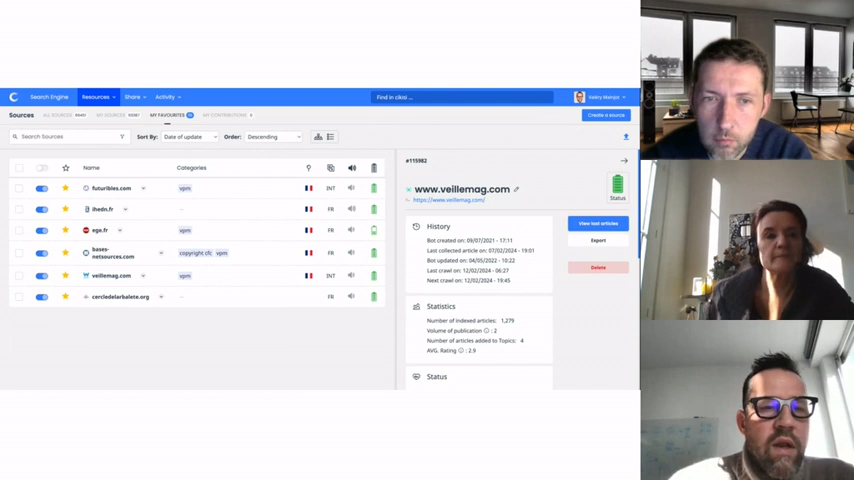 Search Engine Resources Share Activity Find in cikisi Valéry Mainjot
Sources ALL SOURCES MY SOURCES MY FAVOURITES MY CONTRIBUTIONS Create a source
Search Sources Sort By: Date of update Order: Descending
Name Categories
futuribles.com vpm INT
ihedn.fr - FR
ege.fr vpm FR
bases-
netsources.com copyright cfc vpm FR
veillemag.com vpm INT
cercledelarbalete.org - FR
#115982
www.veillemag.com
https://www.veillemag.com/
Status
View last articles
Export
Delete
History
Bot created on: 09/07/2021 - 17:11
Last collected article on: 07/02/2024 - 19:01
Bot updated on: 04/05/2022 - 10:22
Last crawl on: 12/02/2024 - 06:27
Next crawl on: 12/02/2024 - 19:45
Statistics
Number of indexed articles: 1,279
Volume of publication : 2
Number of articles added to Topics: 4
AVG. Rating : 2.9
Status